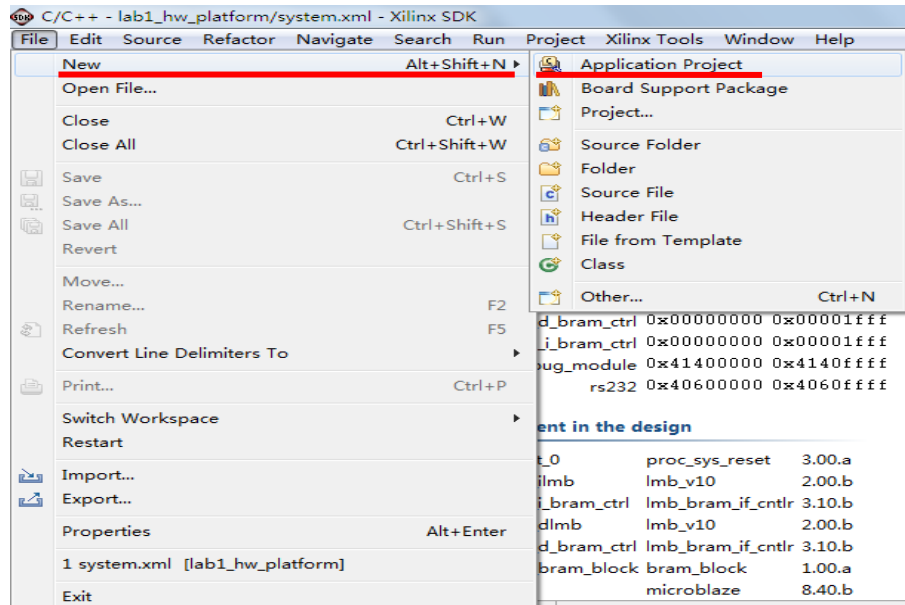 C/C++ - lab1_hw_platform/system.xml - Xilinx SDK
File Edit Source Refactor Navigate Search Run Project Xilinx Tools Window Help
New Alt+Shift+N
Open File...
Close Ctrl+W
Close All Ctrl+Shift+W
Save Ctrl+S
Save As...
Save All Ctrl+Shift+S
Revert
Move...
Rename... F2
Refresh F5
Convert Line Delimiters To
Print... Ctrl+P
Switch Workspace
Restart
Import...
Export...
Properties Alt+Enter
1 system.xml [lab1_hw_platform]
Exit
Application Project
Board Support Package
Project...
Source Folder
Folder
Source File
Header File
File from Template
Class
Other... Ctrl+N
d_bram_ctrl 0x00000000 0x00001fff
_i_bram_ctrl 0x00000000 0x00001fff
ug_module 0x41400000 0x4140ffff
rs232 0x40600000 0x4060ffff
ent in the design
t_0 proc_sys_reset 3.00.a
ilmb lmb_v10 2.00.b
i_bram_ctrl lmb_bram_if_cntlr 3.10.b
dlmb lmb_v10 2.00.b
d_bram_ctrl lmb_bram_if_cntlr 3.10.b
bram_block bram_block 1.00.a
microblaze 8.40.b